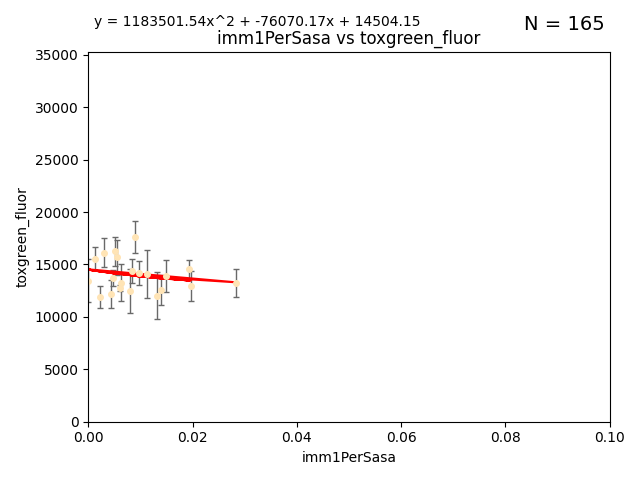 y = 1183501.54x^2 + -76070.17x + 14504.15
N = 165
imm1PerSasa vs toxgreen_fluor
35000
30000
25000
20000
15000
10000
5000
0
toxgreen_fluor
0.00 0.02 0.04 0.06 0.08 0.10
imm1PerSasa